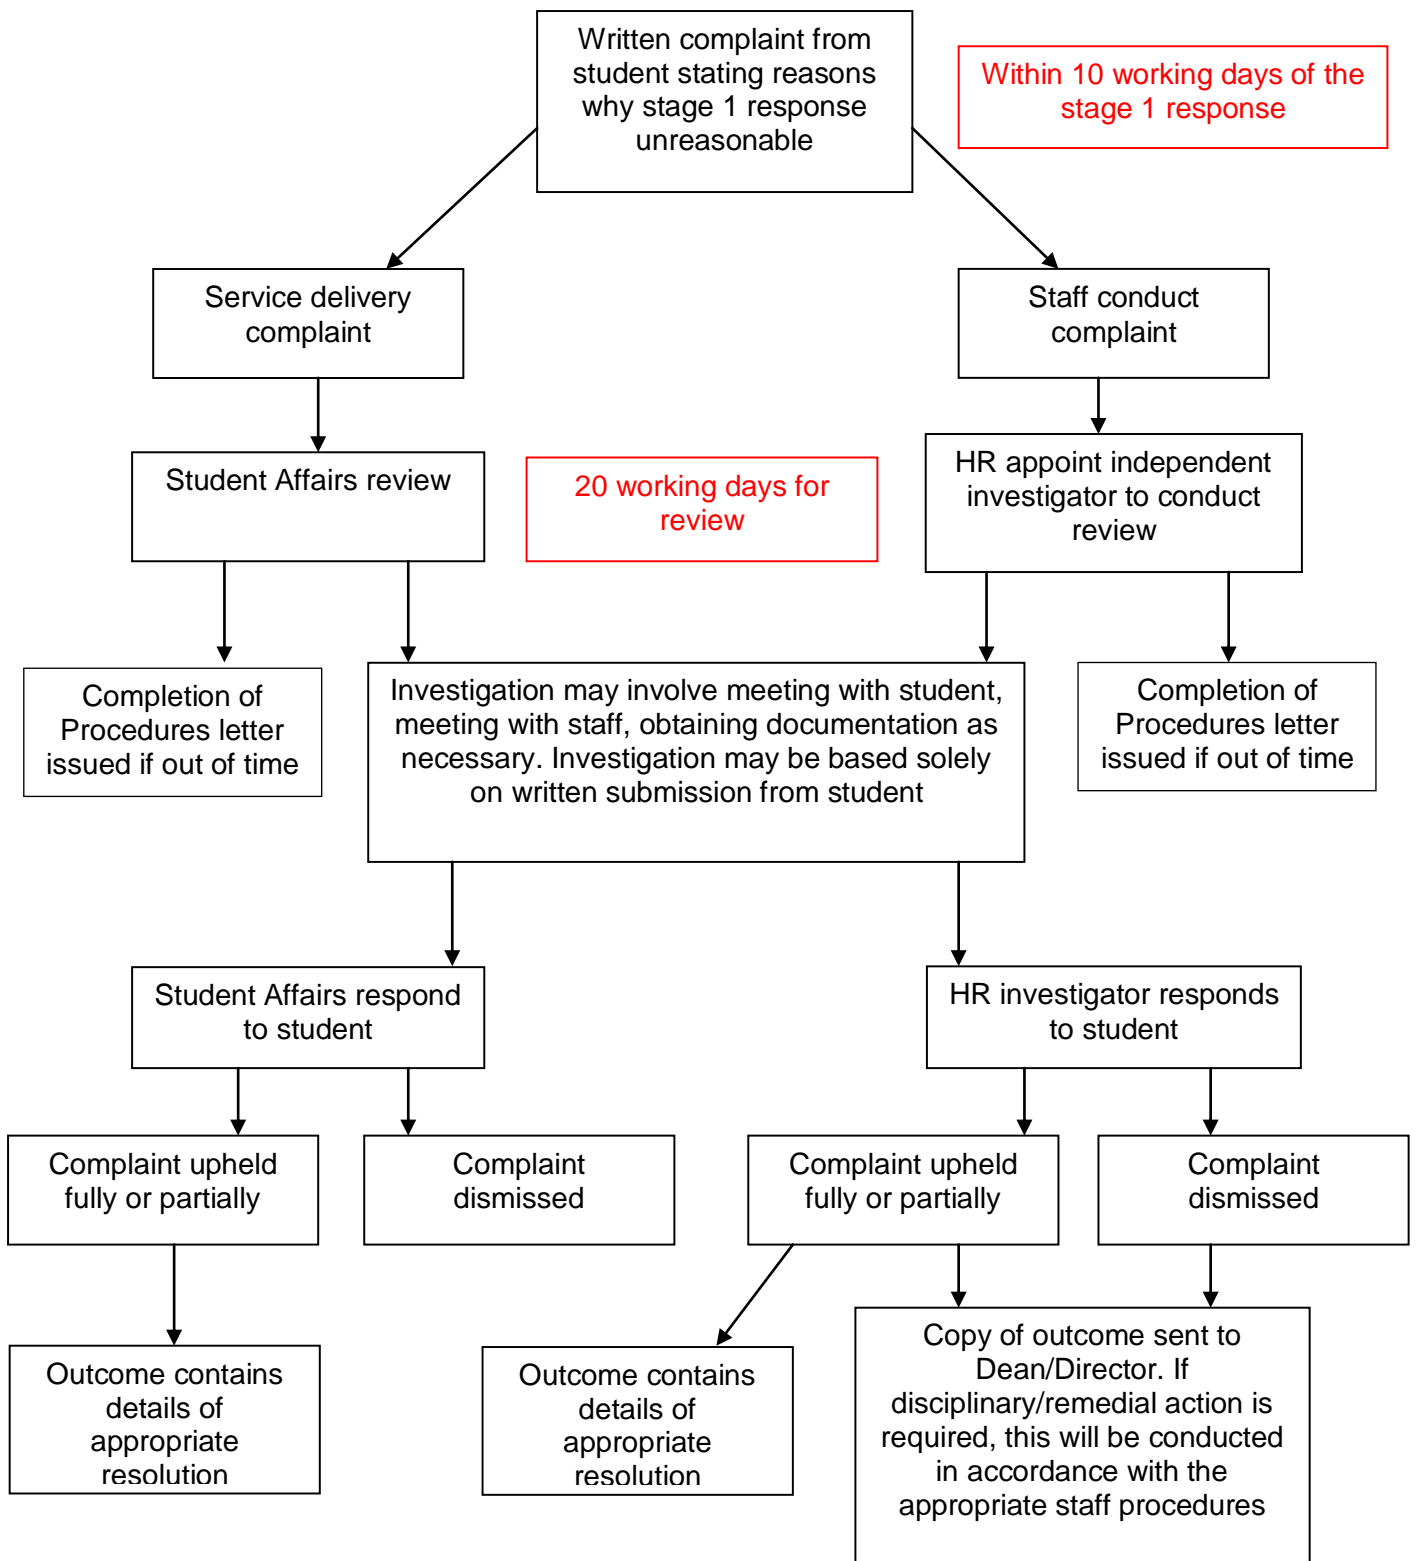 Written complaint from
student stating reasons
why stage 1 response
unreasonable
Within 10 working days of the
stage 1 response
Service delivery
complaint
Staff conduct
complaint
Student Affairs review
20 working days for
review
HR appoint independent
investigator to conduct
review
Completion of
Procedures letter
issued if out of time
Investigation may involve meeting with student,
meeting with staff, obtaining documentation as
necessary. Investigation may be based solely
on written submission from student
Completion of
Procedures letter
issued if out of time
Student Affairs respond
to student
HR investigator responds
to student
Complaint upheld
fully or partially
Complaint
dismissed
Complaint upheld
fully or partially
Complaint
dismissed
Outcome contains
details of
appropriate
resolution
Outcome contains
details of
appropriate
resolution
Copy of outcome sent to
Dean/Director. If
disciplinary/remedial action is
required, this will be conducted
in accordance with the
appropriate staff procedures